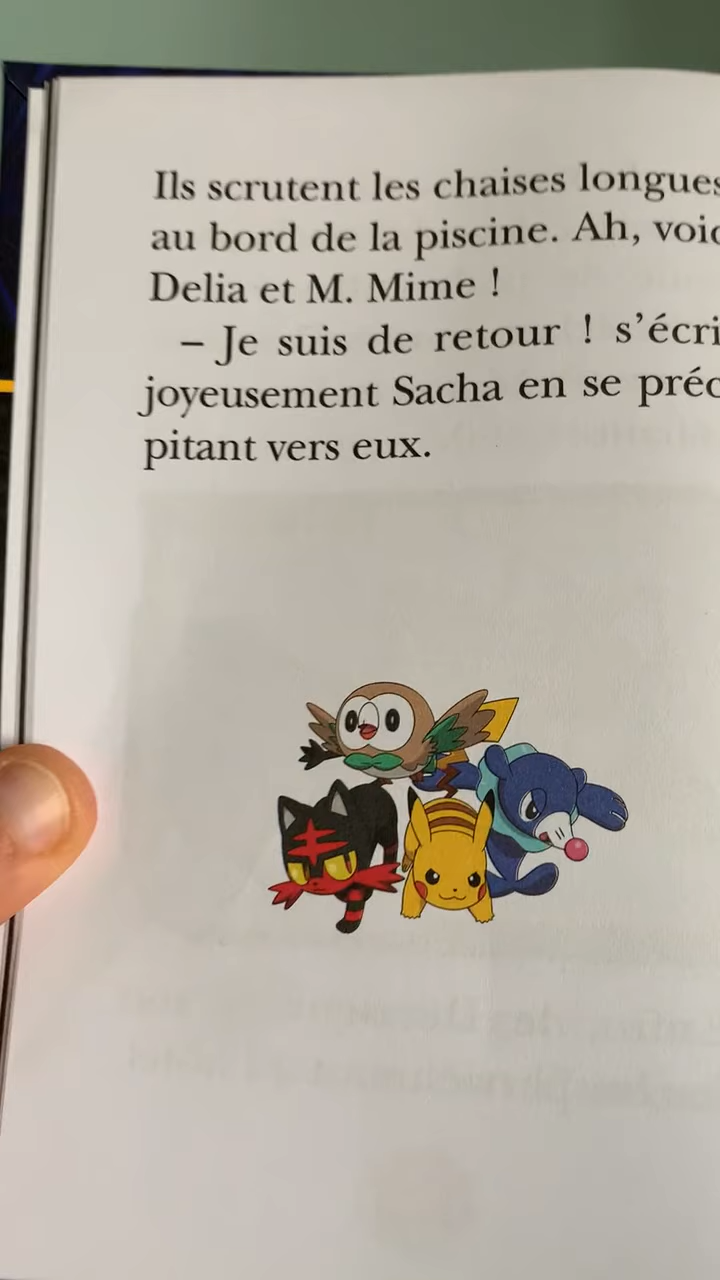 Ils scrutent les chaises longues
au bord de la piscine. Ah, voic
Delia et M. Mime !
– Je suis de retour ! s'écri
joyeusement Sacha en se préc
pitant vers eux.